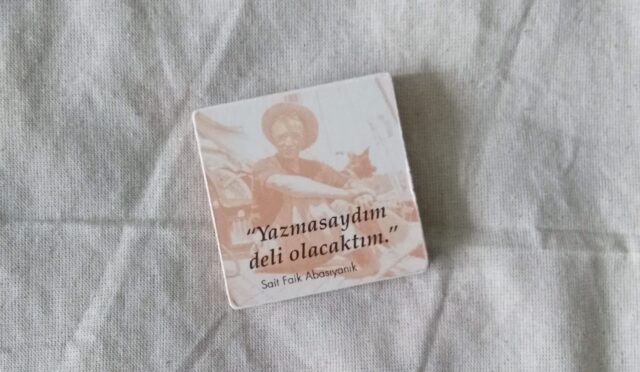 “Yazmasaydım
deli olacaktım.”
Sait Faik Abasıyanık